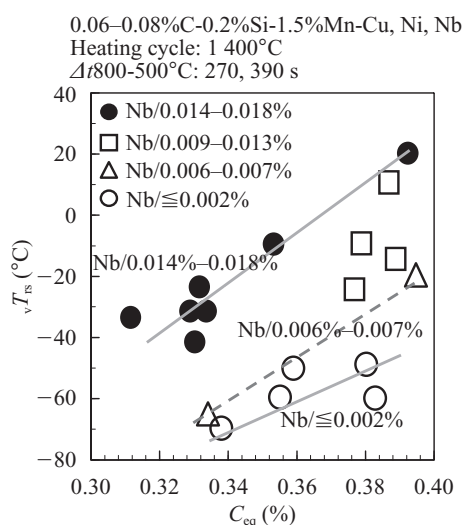 0.06–0.08%C-0.2%Si-1.5%Mn-Cu, Ni, Nb
Heating cycle: 1 400°C
Δt800-500°C: 270, 390 s
40
20
0
−20
−40
−60
−80
vTrs (°C)
Nb/0.014–0.018%
Nb/0.009–0.013%
Nb/0.006–0.007%
Nb/≦0.002%
Nb/0.014%–0.018%
Nb/0.006%–0.007%
Nb/≦0.002%
0.30 0.32 0.34 0.36 0.38 0.40
Ceq (%)